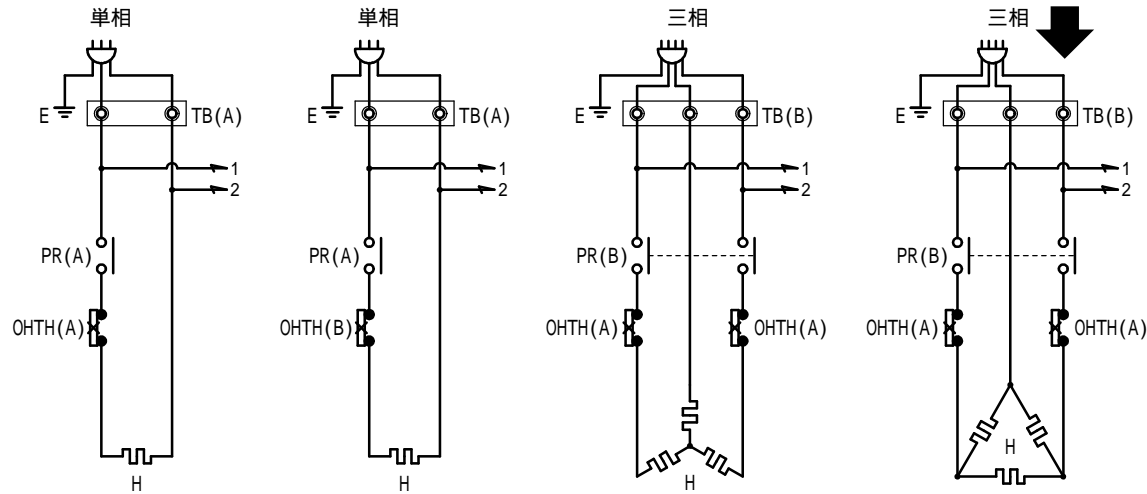 単相
単相
三相
三相
E
TB(A)
E
TB(A)
E
TB(B)
E
TB(B)
1
1
1
1
2
2
2
2
PR(A)
PR(A)
PR(B)
PR(B)
OHTH(A)
OHTH(B)
OHTH(A)
OHTH(A)
OHTH(A)
OHTH(A)
H
H
H
H